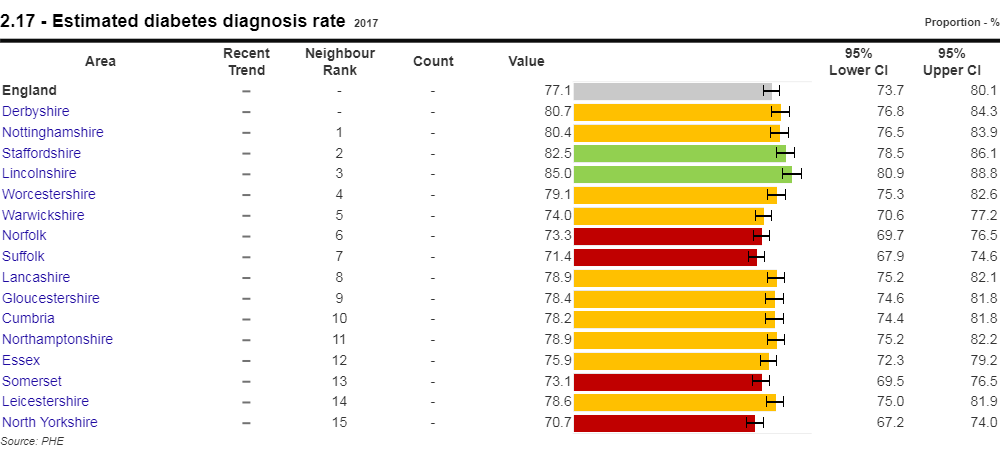 2.17 - Estimated diabetes diagnosis rate 2017 Proportion - %
Area Recent Trend Neighbour Rank Count Value 95% Lower CI 95% Upper CI
England – - - 77.1 73.7 80.1
Derbyshire – - - 80.7 76.8 84.3
Nottinghamshire – 1 - 80.4 76.5 83.9
Staffordshire – 2 - 82.5 78.5 86.1
Lincolnshire – 3 - 85.0 80.9 88.8
Worcestershire – 4 - 79.1 75.3 82.6
Warwickshire – 5 - 74.0 70.6 77.2
Norfolk – 6 - 73.3 69.7 76.5
Suffolk – 7 - 71.4 67.9 74.6
Lancashire – 8 - 78.9 75.2 82.1
Gloucestershire – 9 - 78.4 74.6 81.8
Cumbria – 10 - 78.2 74.4 81.8
Northamptonshire – 11 - 78.9 75.2 82.2
Essex – 12 - 75.9 72.3 79.2
Somerset – 13 - 73.1 69.5 76.5
Leicestershire – 14 - 78.6 75.0 81.9
North Yorkshire – 15 - 70.7 67.2 74.0
Source: PHE